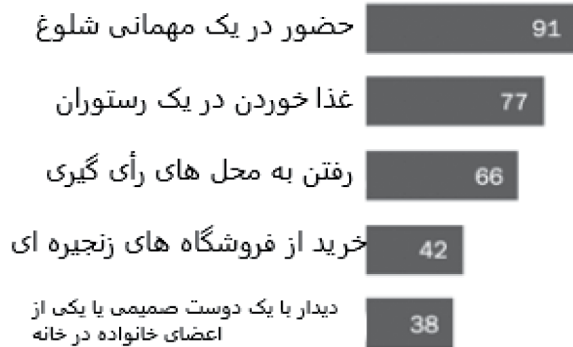 حضور در یک مهمانی شلوغ 91
غذا خوردن در یک رستوران 77
رفتن به محل های رأی گیری 66
خرید از فروشگاه های زنجیره ای 42
دیدار با یک دوست صمیمی یا یکی از
اعضای خانواده در خانه 38